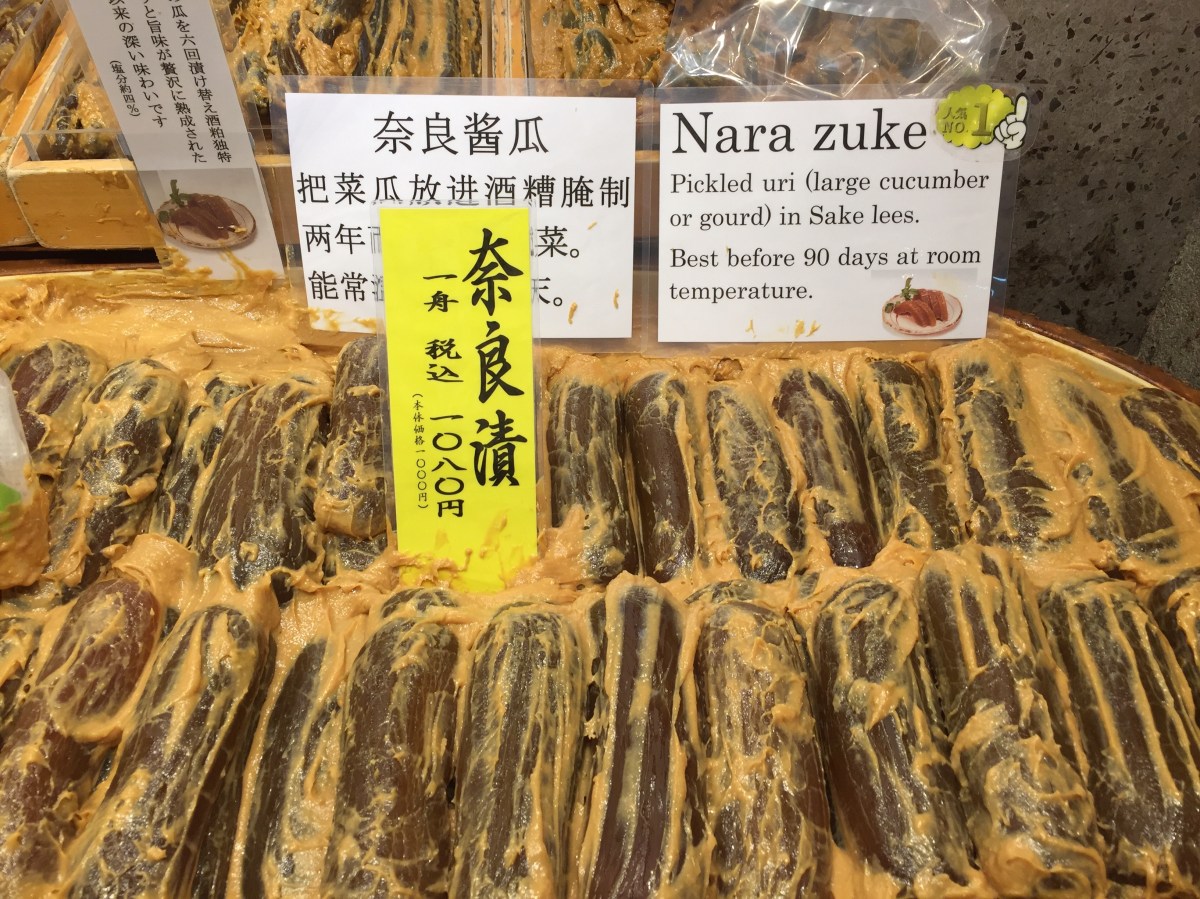 瓜を六回漬け替え酒粕独特
と旨味が贅沢に熟成された
以来の深い味わいです
(塩分約四%)
奈良酱瓜
把菜瓜放进酒糟腌制
两年
菜。
能常
天。
奈良漬
一舟 税込 一〇八〇円
(本体価格一〇〇〇円)
Nara zuke
人気
NO.1
Pickled uri (large cucumber
or gourd) in Sake lees.
Best before 90 days at room
temperature.